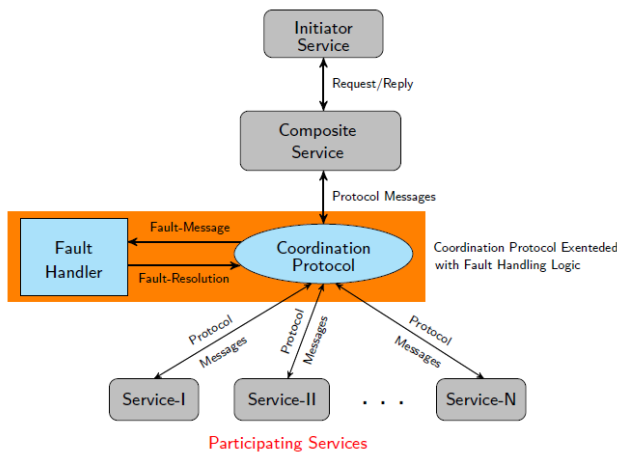 Initiator
Service
Request/Reply
Composite
Service
Protocol Messages
Fault-Message
Fault
Handler
Coordination
Protocol
Fault-Resolution
Coordination Protocol Exenteded
with Fault Handling Logic
Protocol
Messages
Protocol
Messages
Protocol
Messages
Service-I
Service-II
. . .
Service-N
Participating Services